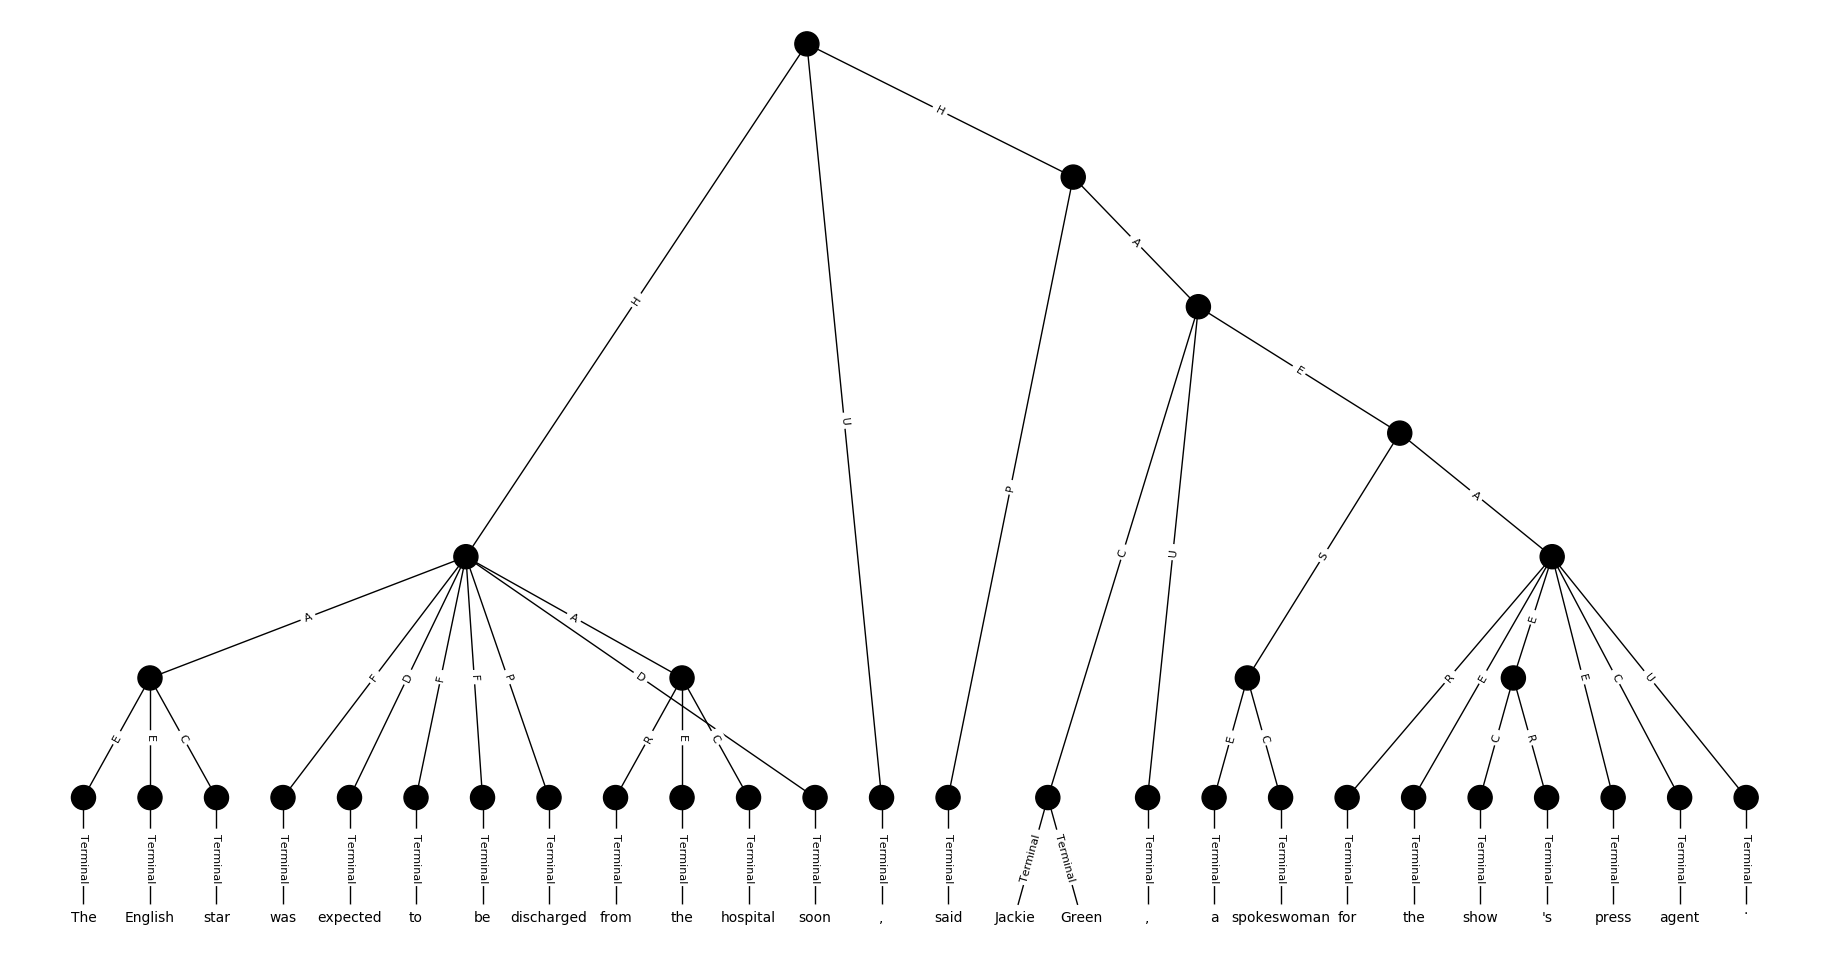 H
A
H
E
U
A
P
C
U
S
A
F
D
F
F
P
D
A
R
E
E
E
C
U
E
E
C
R
E
C
E
C
C
R
Terminal Terminal Terminal Terminal Terminal Terminal Terminal Terminal Terminal Terminal Terminal Terminal Terminal Terminal Terminal Terminal Terminal Terminal Terminal Terminal Terminal Terminal Terminal Terminal Terminal Terminal
The English star was expected to be discharged from the hospital soon , said Jackie Green , a spokeswoman for the show 's press agent .